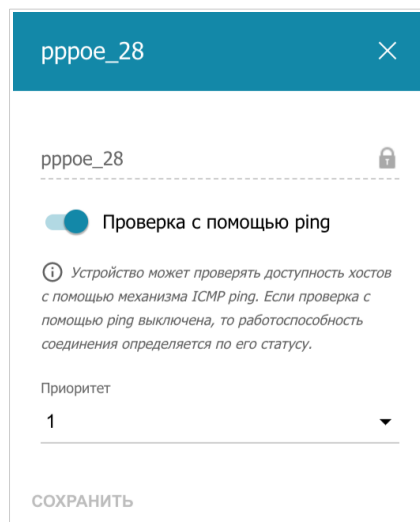 pppoe_28
pppoe_28
Проверка с помощью ping
Устройство может проверять доступность хостов
с помощью механизма ICMP ping. Если проверка с
помощью ping выключена, то работоспособность
соединения определяется по его статусу.
Приоритет
1
СОХРАНИТЬ